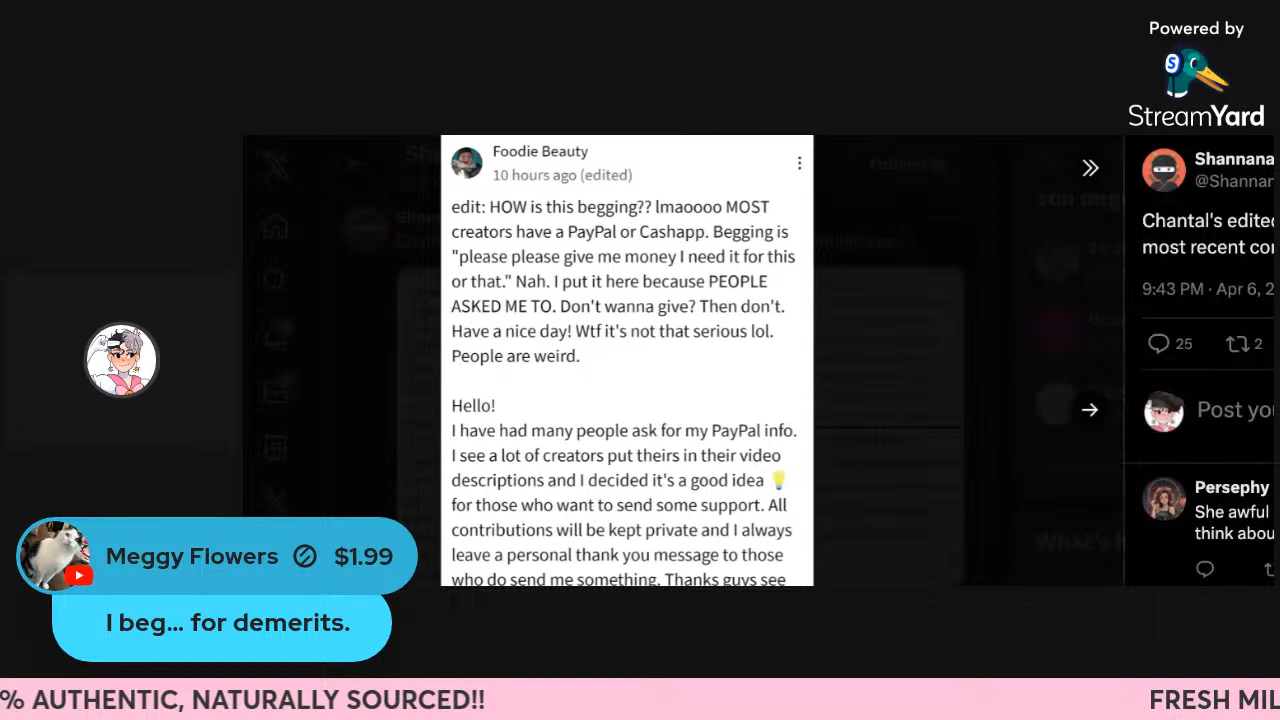 Powered by
StreamYard
Foodie Beauty
10 hours ago (edited)
edit: HOW is this begging?? lmaoooo MOST
creators have a PayPal or Cashapp. Begging is
"please please give me money I need it for this
or that." Nah. I put it here because PEOPLE
ASKED ME TO. Don't wanna give? Then don't.
Have a nice day! Wtf it's not that serious lol.
People are weird.
Hello!
I have had many people ask for my PayPal info.
I see a lot of creators put theirs in their video
descriptions and I decided it's a good idea 💡
for those who want to send some support. All
contributions will be kept private and I always
leave a personal thank you message to those
who do send me something. Thanks guys see
Shannana
@Shannar
Chantal's edited
most recent co
9:43 PM · Apr 6, 2
25
2
Post you
Persephy
She awful
think abou
Meggy Flowers $1.99
I beg... for demerits.
% AUTHENTIC, NATURALLY SOURCED!!
FRESH MIL